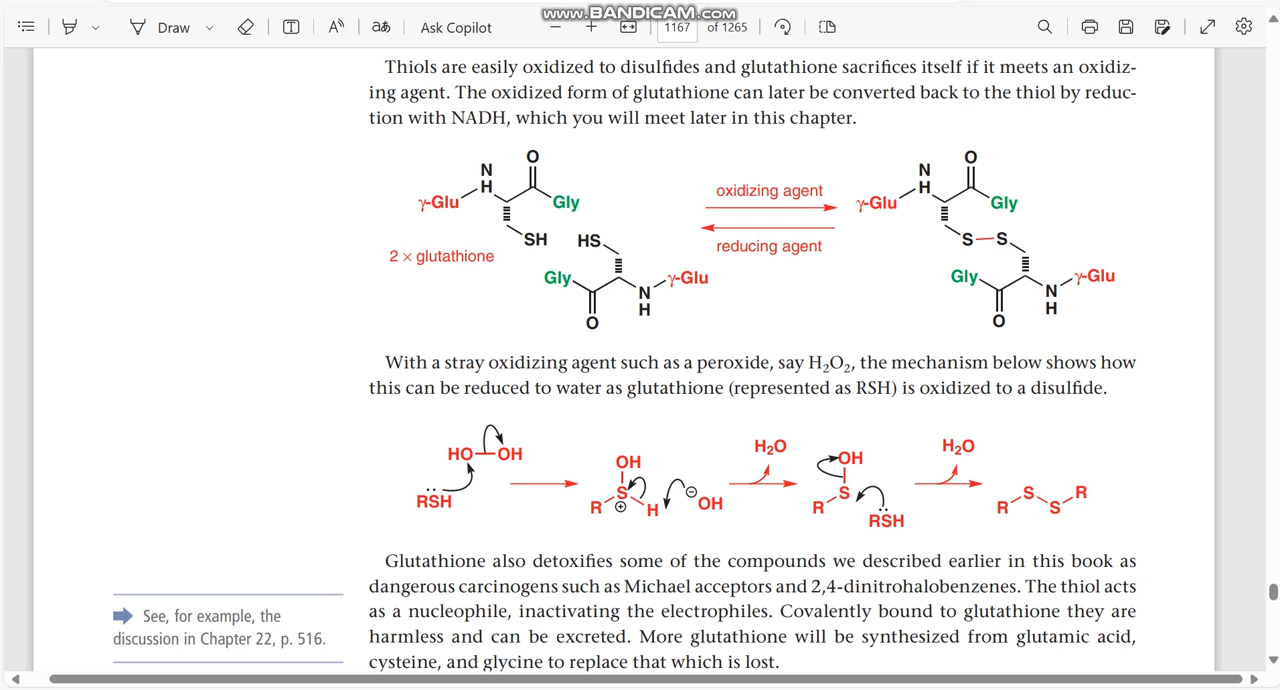 www.BANDICAM.com
Draw
Ask Copilot
1167 of 1265
Thiols are easily oxidized to disulfides and glutathione sacrifices itself if it meets an oxidiz-
ing agent. The oxidized form of glutathione can later be converted back to the thiol by reduc-
tion with NADH, which you will meet later in this chapter.
O
N
H
γ-Glu
Gly
SH
HS
2 × glutathione
Gly
γ-Glu
N
H
O
oxidizing agent
reducing agent
O
N
H
γ-Glu
Gly
S
S
Gly
γ-Glu
N
H
O
With a stray oxidizing agent such as a peroxide, say H₂O₂, the mechanism below shows how
this can be reduced to water as glutathione (represented as RSH) is oxidized to a disulfide.
HO—OH
RSH
OH
S
⊕
R
H
⊖
OH
H₂O
OH
S
R
RSH
H₂O
R
S
S
R
Glutathione also detoxifies some of the compounds we described earlier in this book as
dangerous carcinogens such as Michael acceptors and 2,4-dinitrohalobenzenes. The thiol acts
as a nucleophile, inactivating the electrophiles. Covalently bound to glutathione they are
harmless and can be excreted. More glutathione will be synthesized from glutamic acid,
cysteine, and glycine to replace that which is lost.
See, for example, the
discussion in Chapter 22, p. 516.